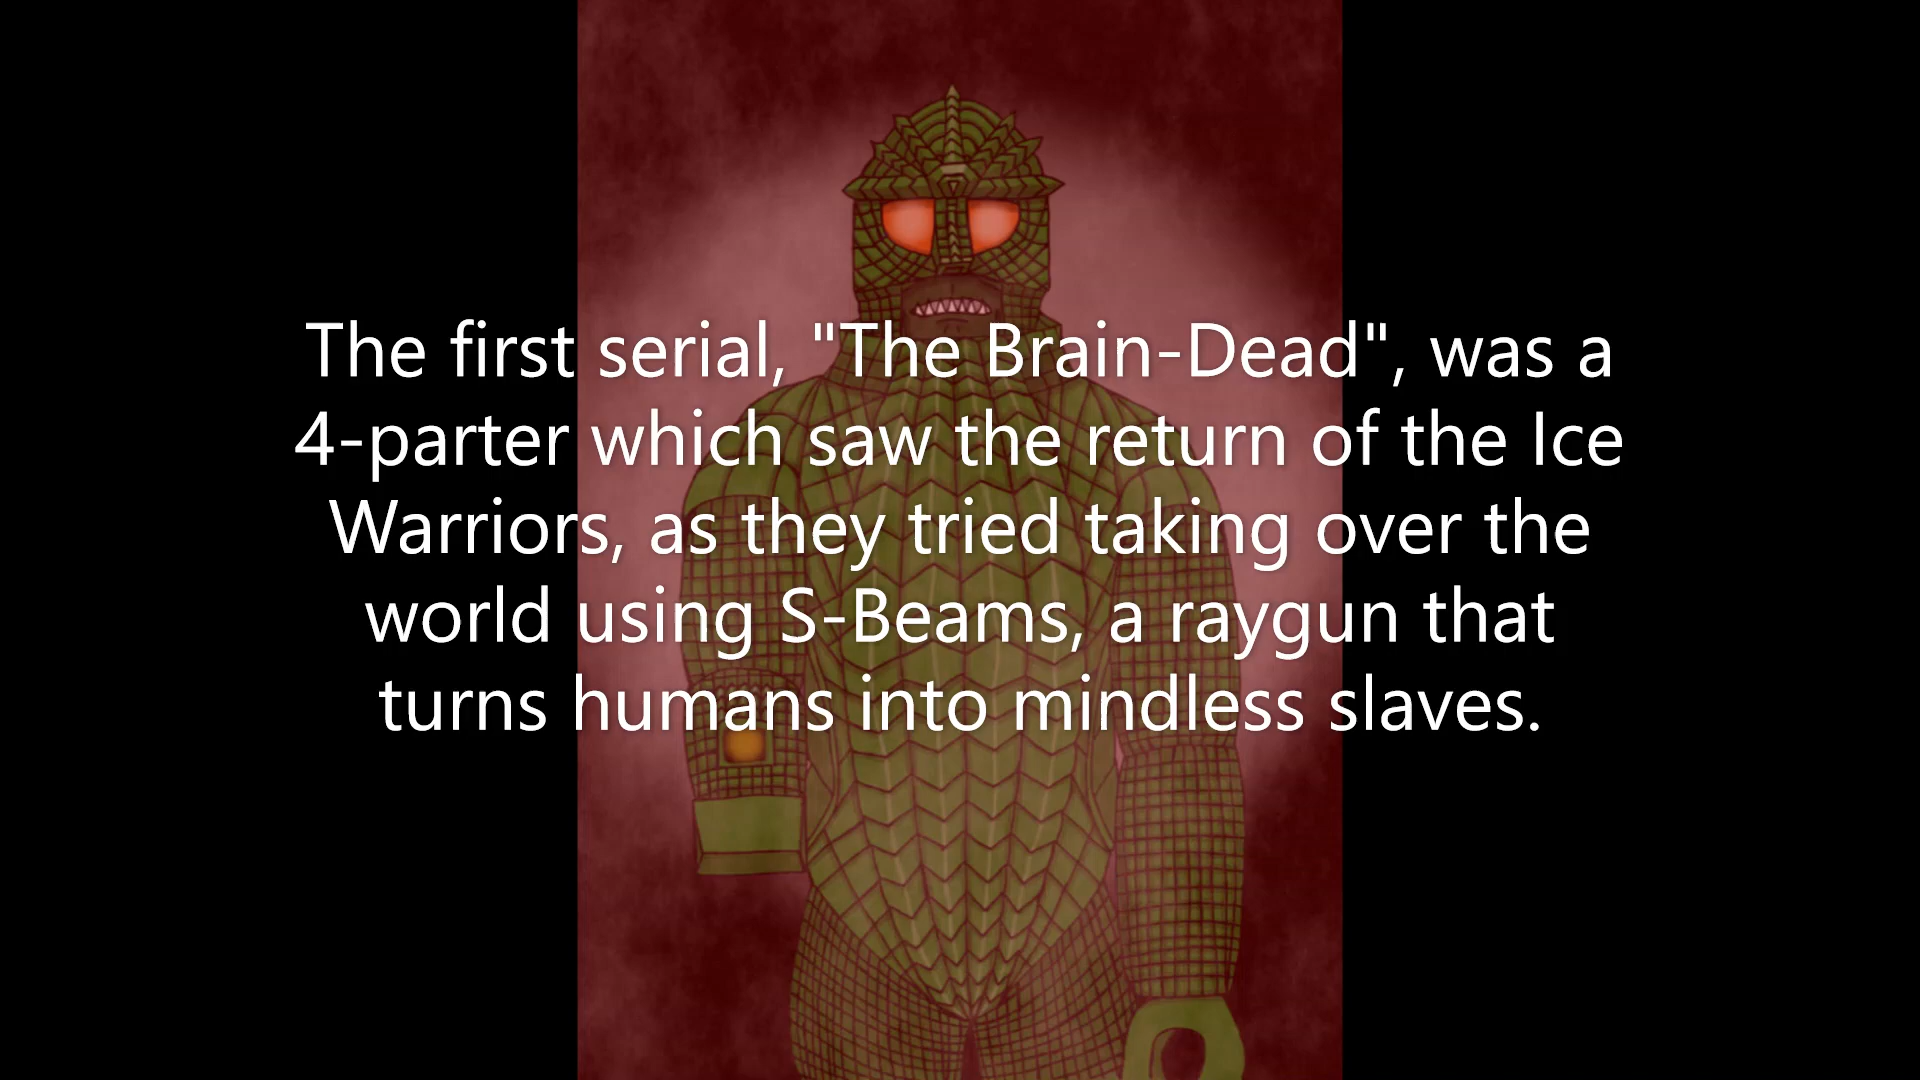 The first serial, "The Brain-Dead", was a
4-parter which saw the return of the Ice
Warriors, as they tried taking over the
world using S-Beams, a raygun that
turns humans into mindless slaves.